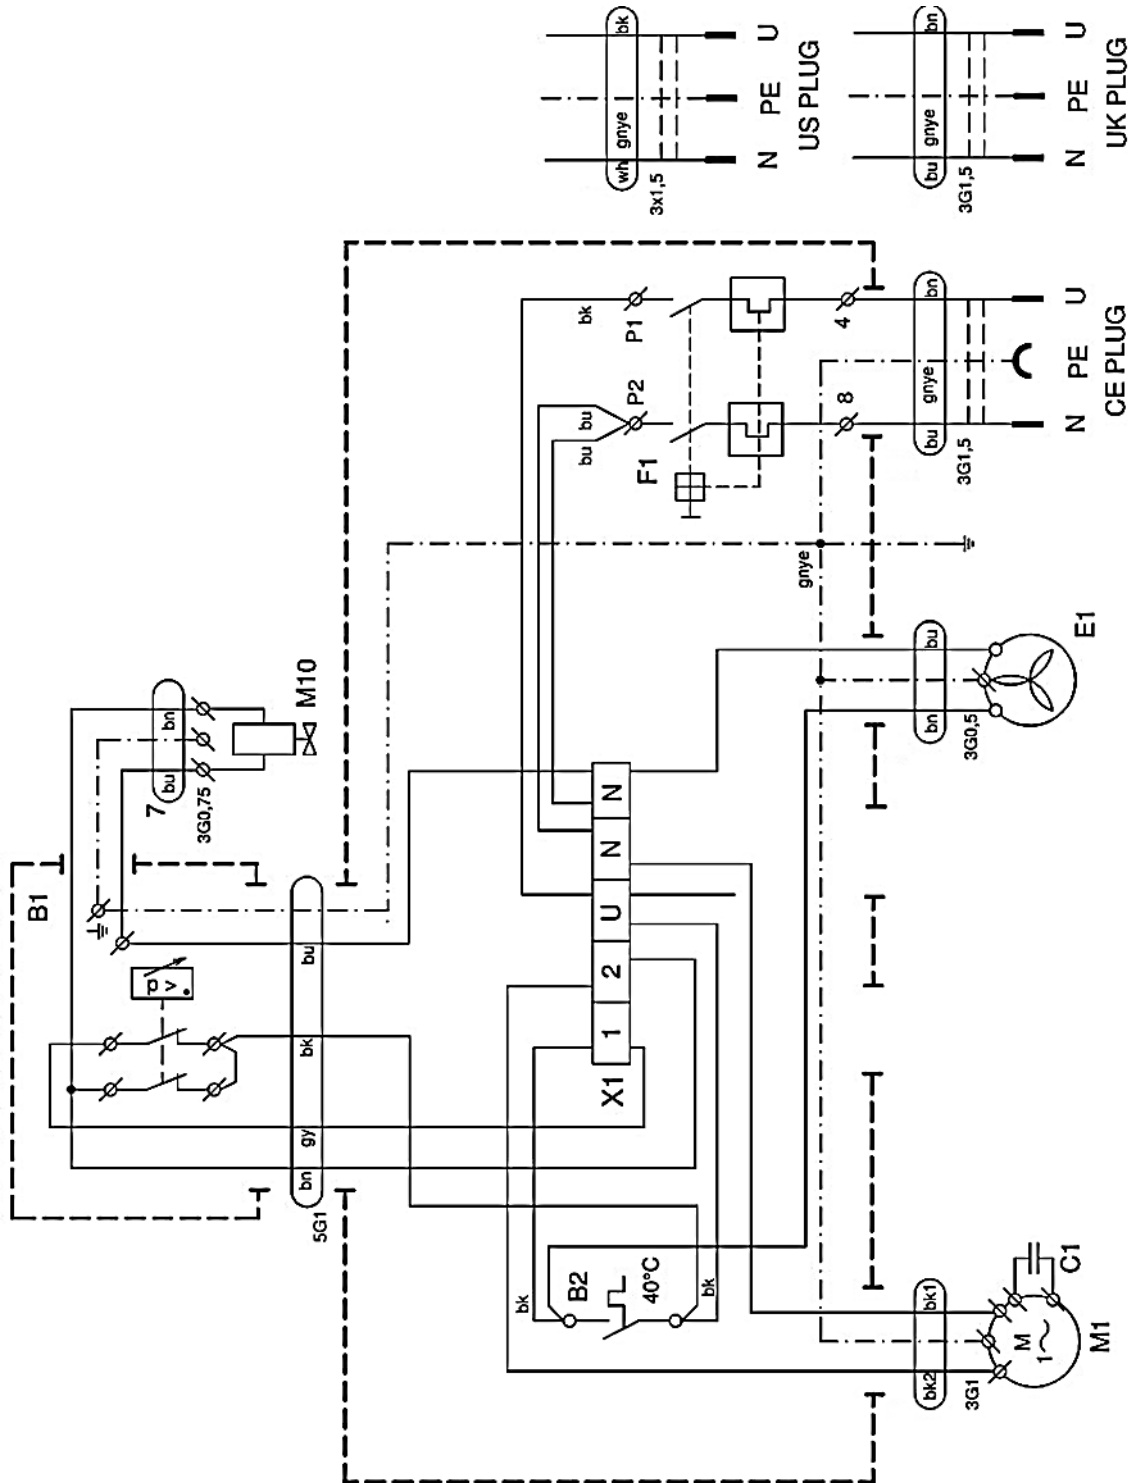 bk
gnye
wh
3x1,5
U
PE
N
US PLUG
bn
gnye
bu
3G1,5
U
PE
N
UK PLUG
B1
7
bn
bu
3G0,75
M10
p
v
5G1
bu
bk
gy
bn
bk
P1
bu
bu
P2
F1
4
8
bn
gnye
bu
3G1,5
U
PE
N
CE PLUG
gnye
X1
1
2
U
N
N
bk
B2
40°C
bk
bu
bn
3G0,5
E1
bk1
bk2
3G1
M
1~
C1
M1